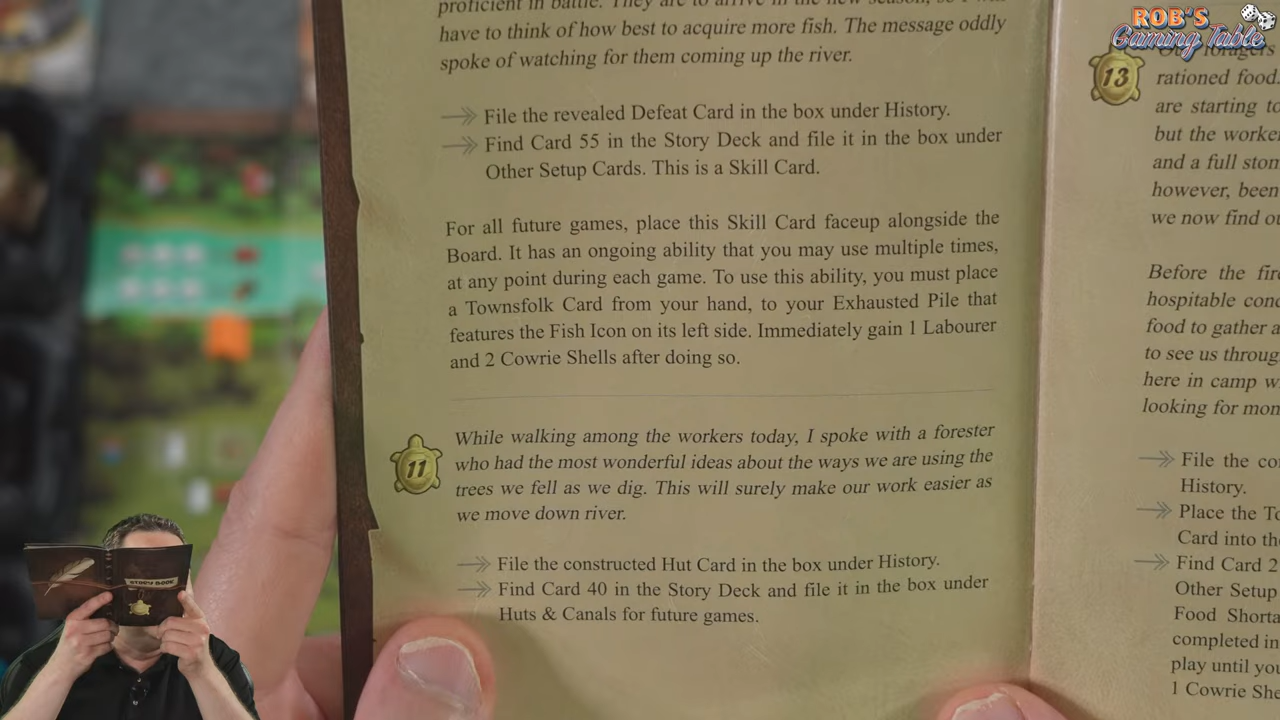 proficient in battle. They are to arrive in the new season, so I will
have to think of how best to acquire more fish. The message oddly
spoke of watching for them coming up the river.
File the revealed Defeat Card in the box under History.
Find Card 55 in the Story Deck and file it in the box under
Other Setup Cards. This is a Skill Card.
For all future games, place this Skill Card faceup alongside the
Board. It has an ongoing ability that you may use multiple times,
at any point during each game. To use this ability, you must place
a Townsfolk Card from your hand, to your Exhausted Pile that
features the Fish Icon on its left side. Immediately gain 1 Labourer
and 2 Cowrie Shells after doing so.
11
While walking among the workers today, I spoke with a forester
who had the most wonderful ideas about the ways we are using the
trees we fell as we dig. This will surely make our work easier as
we move down river.
File the constructed Hut Card in the box under History.
Find Card 40 in the Story Deck and file it in the box under
Huts & Canals for future games.
ROB'S
Gaming Table
13
foragers
rationed food.
are starting to
but the worke
and a full stom
however, been
we now find ou
Before the fire
hospitable cond
food to gather a
to see us throug
here in camp w
looking for mon
File the co
History.
Place the To
Card into th
Find Card 2
Other Setup
Food Shorta
completed in
play until you
1 Cowrie She
STORY BOOK